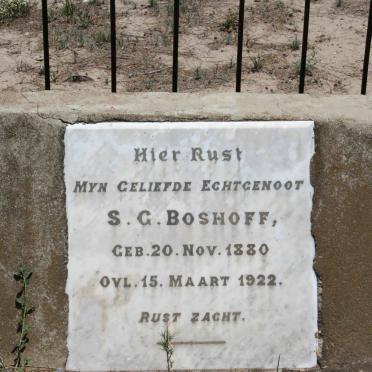 Hier Rust
Myn Geliefde Echtgenoot
S. G. Boshoff,
Geb. 20. Nov. 1880
Ovl. 15. Maart 1922.
Rust zacht.